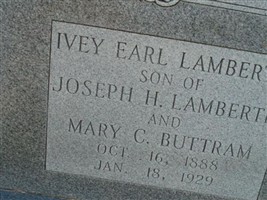 IVEY EARL LAMBERT
SON OF
JOSEPH H. LAMBERT
AND
MARY C. BUTTRAM
OCT. 16, 1888
JAN. 18, 1929